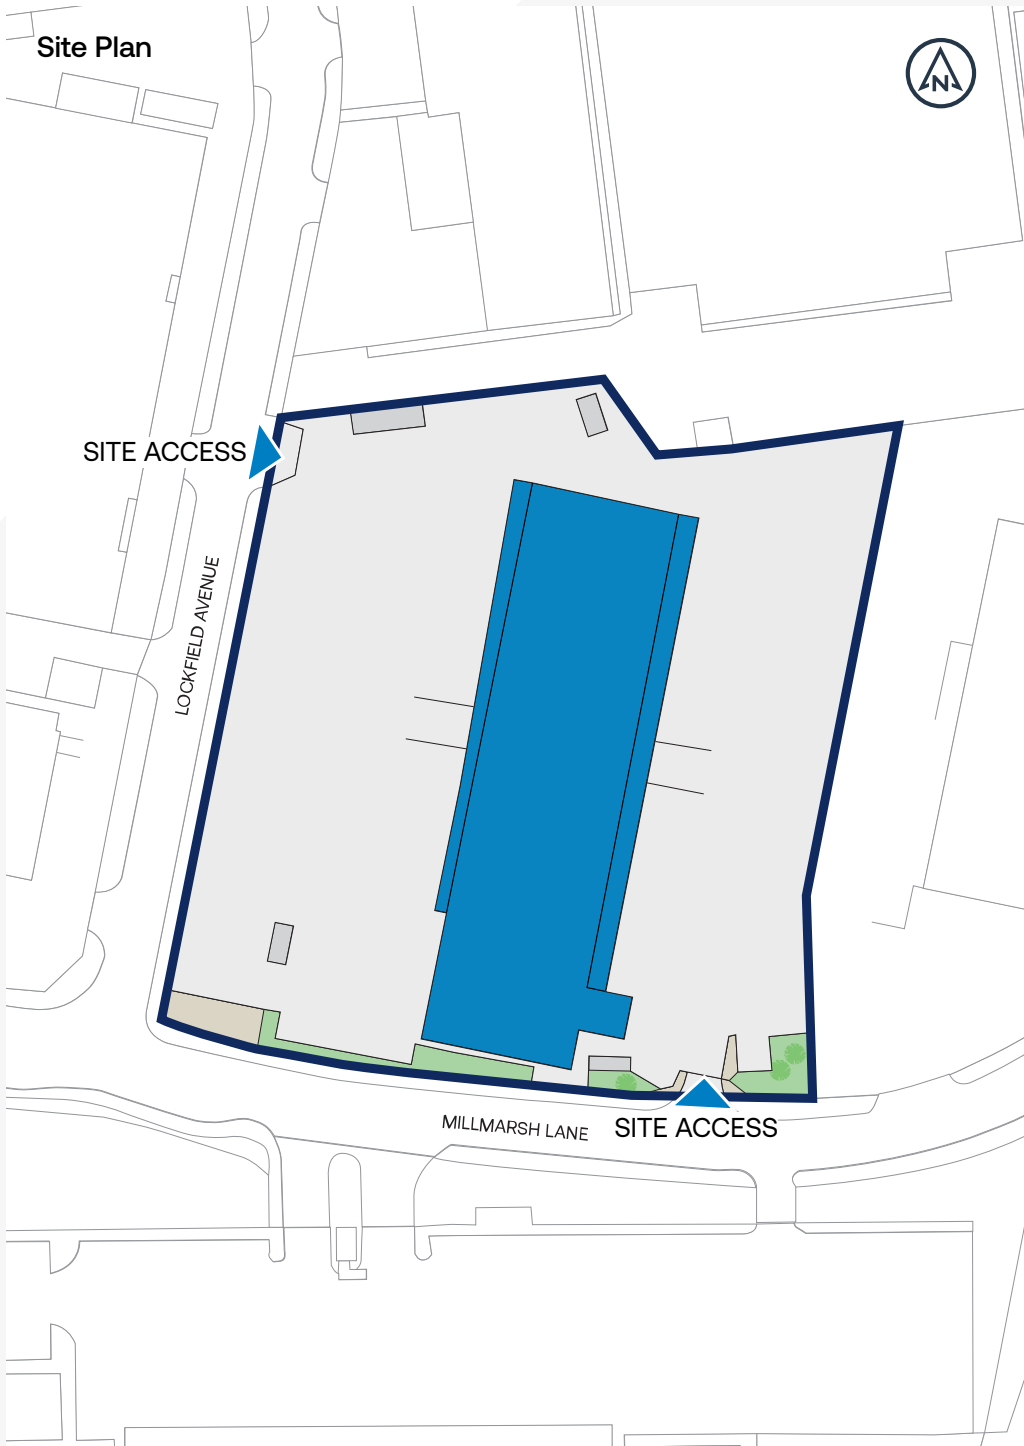 Site Plan
N
SITE ACCESS
LOCKFIELD AVENUE
MILLMARSH LANE
SITE ACCESS